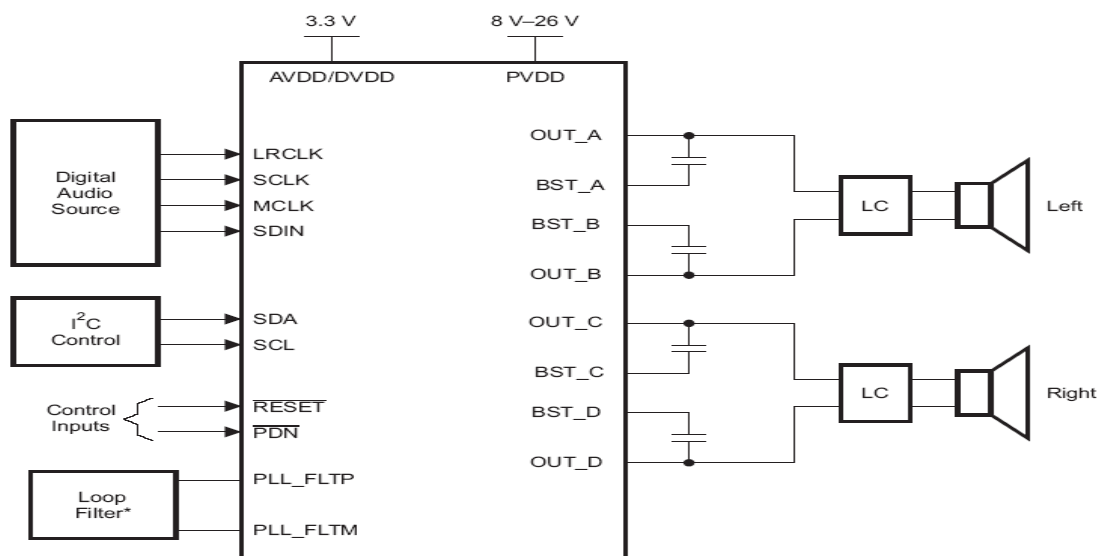 3.3 V
8 V–26 V
AVDD/DVDD
PVDD
Digital
Audio
Source
LRCLK
SCLK
MCLK
SDIN
I²C
Control
SDA
SCL
Control
Inputs
RESET
PDN
Loop
Filter*
PLL_FLTP
PLL_FLTM
OUT_A
BST_A
BST_B
OUT_B
OUT_C
BST_C
BST_D
OUT_D
LC
Left
LC
Right